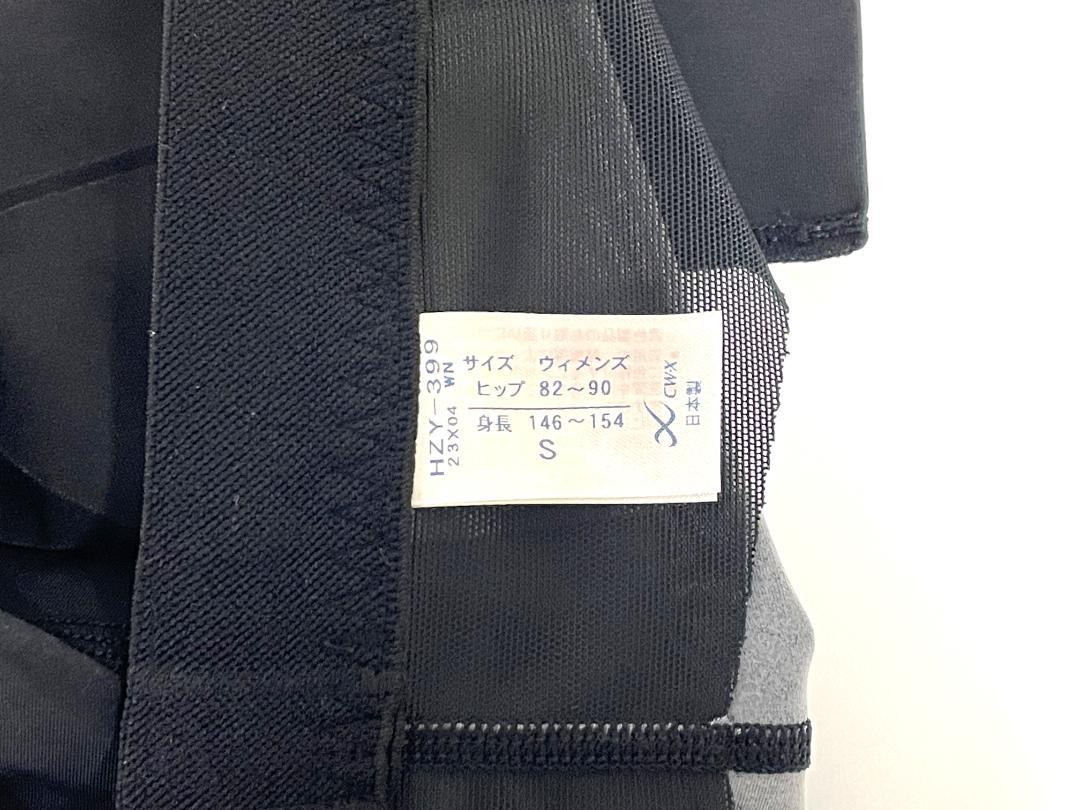 サイズ ウィメンズ
ヒップ 82～90
身長 146～154
S
HZY-399
23X04 WN
CW-X
日本製